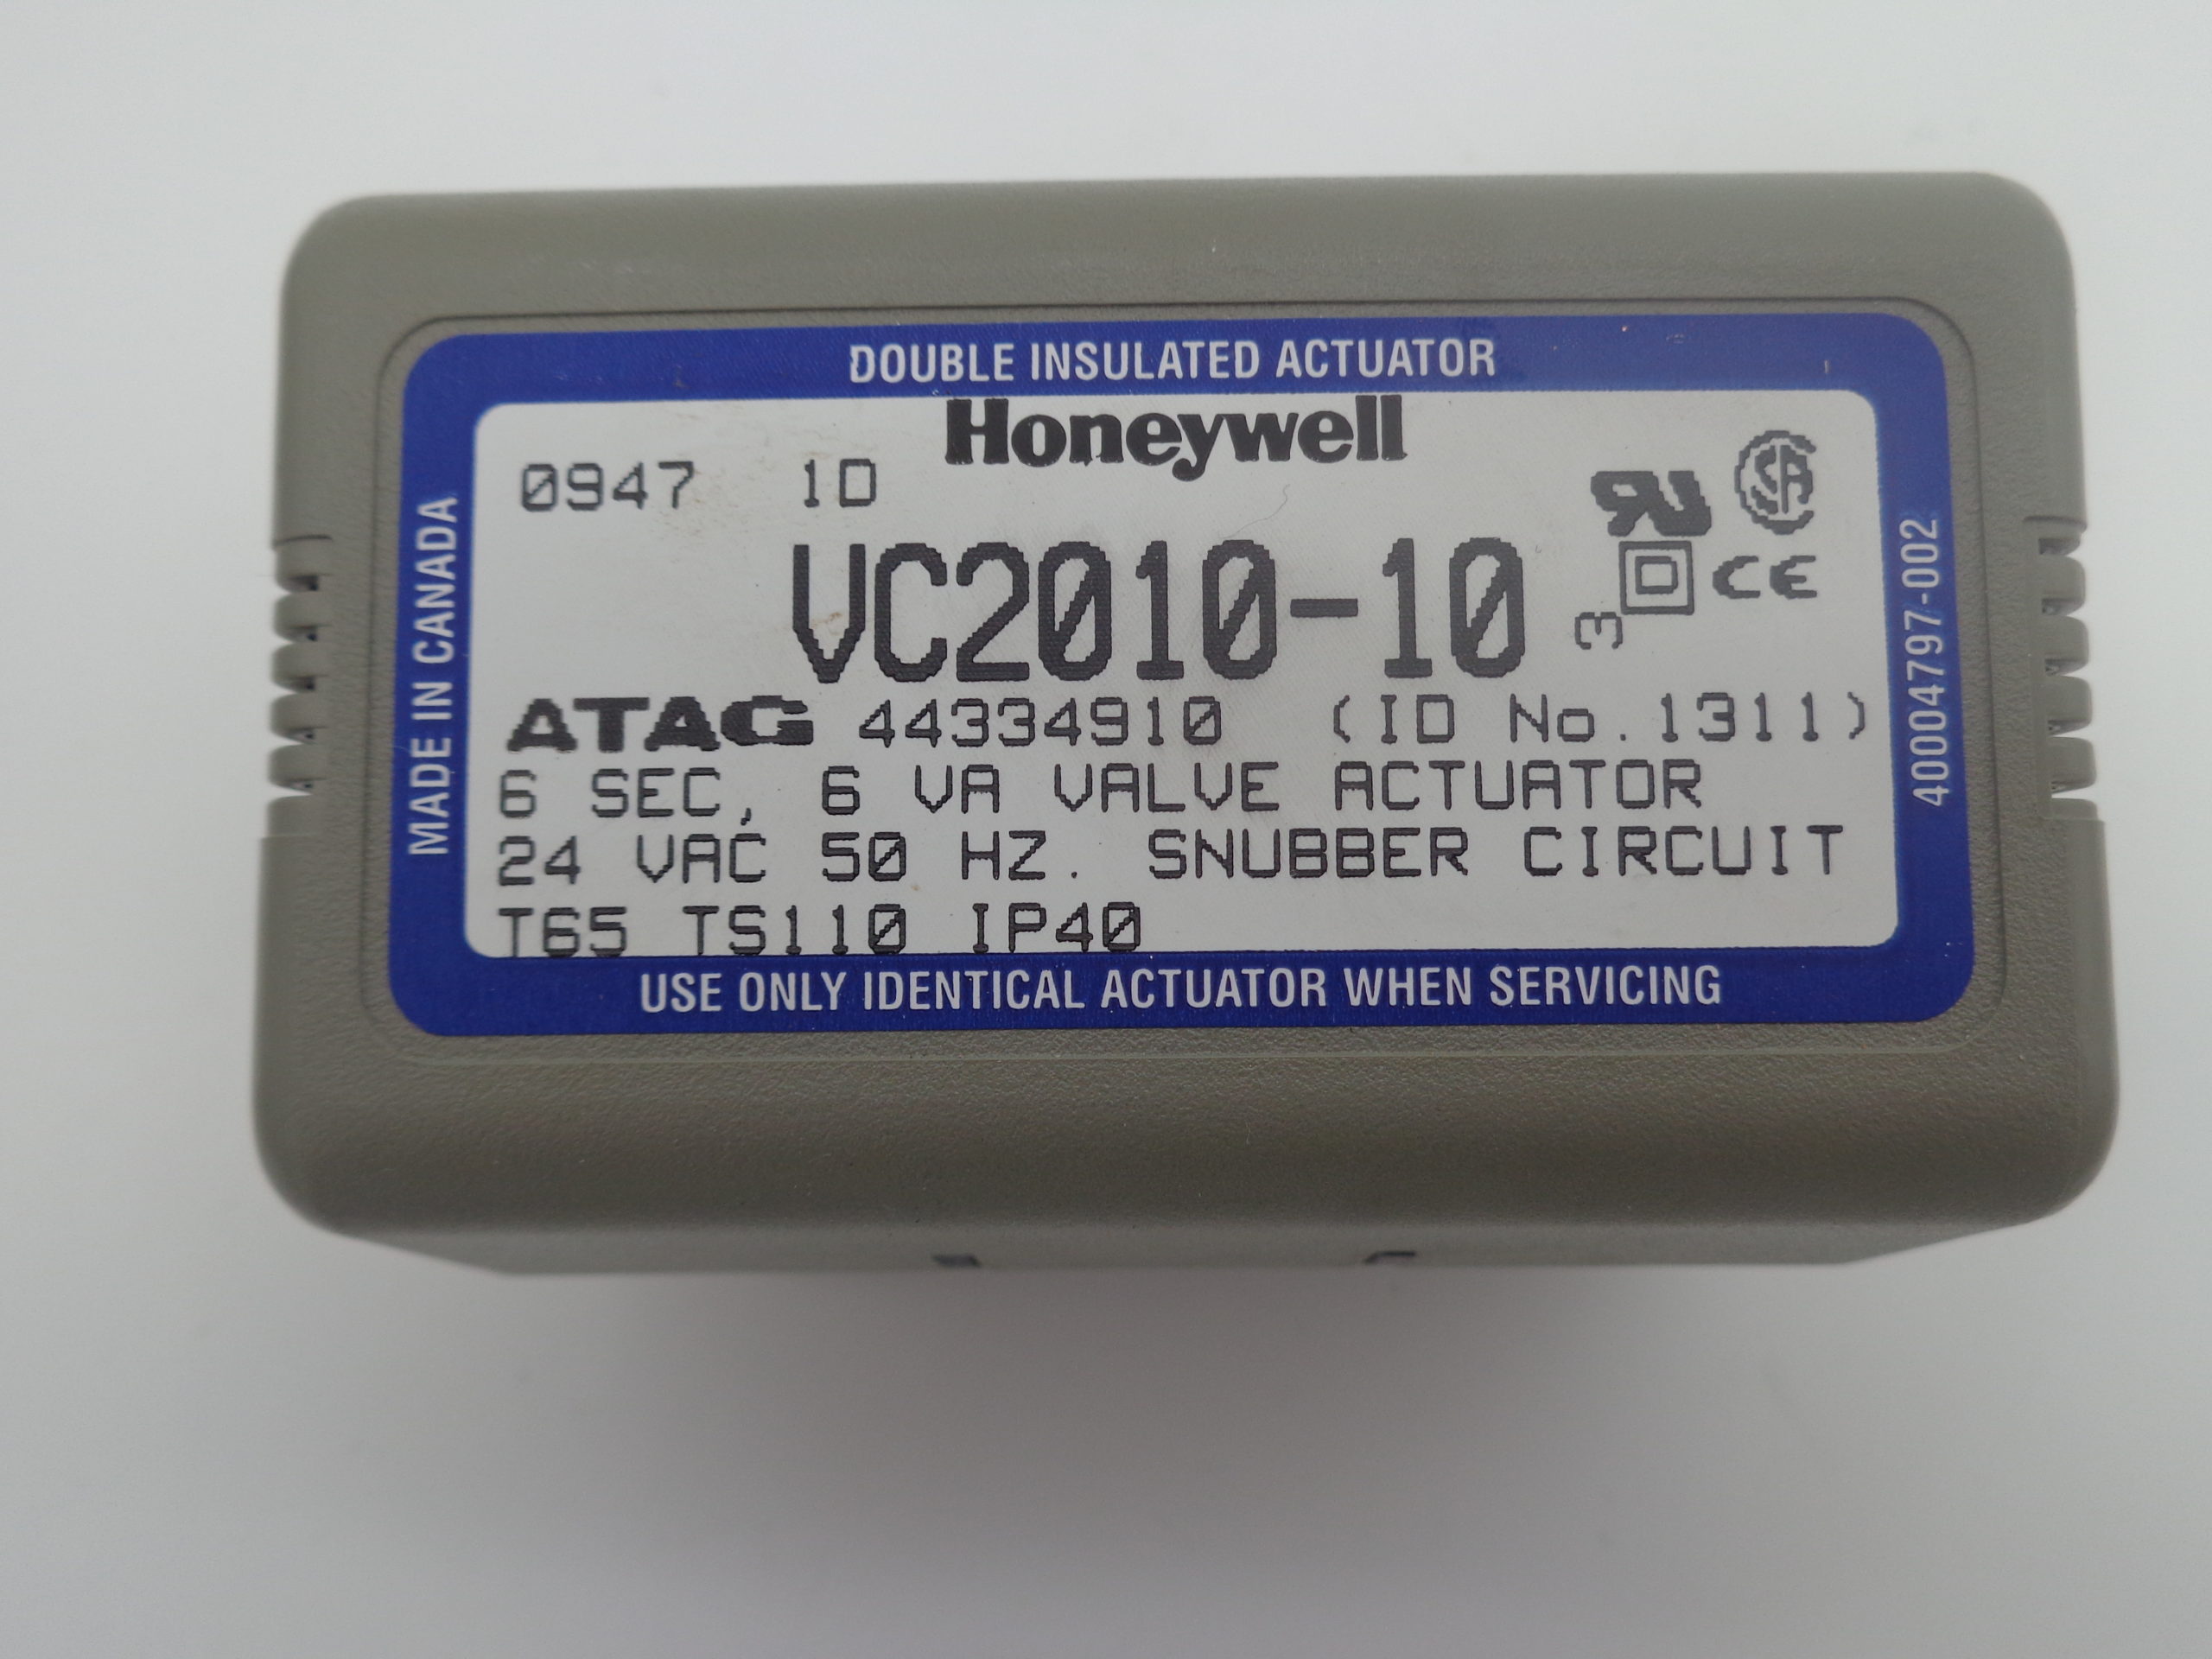 DOUBLE INSULATED ACTUATOR
Honeywell
0947 1D
VC2010-10
3
CE
ATAG 44334910 (ID No.1311)
6 SEC, 6 VA VALVE ACTUATOR
24 VAC 50 HZ. SNUBBER CIRCUIT
T65 TS110 IP40
USE ONLY IDENTICAL ACTUATOR WHEN SERVICING
MADE IN CANADA
40004797-002